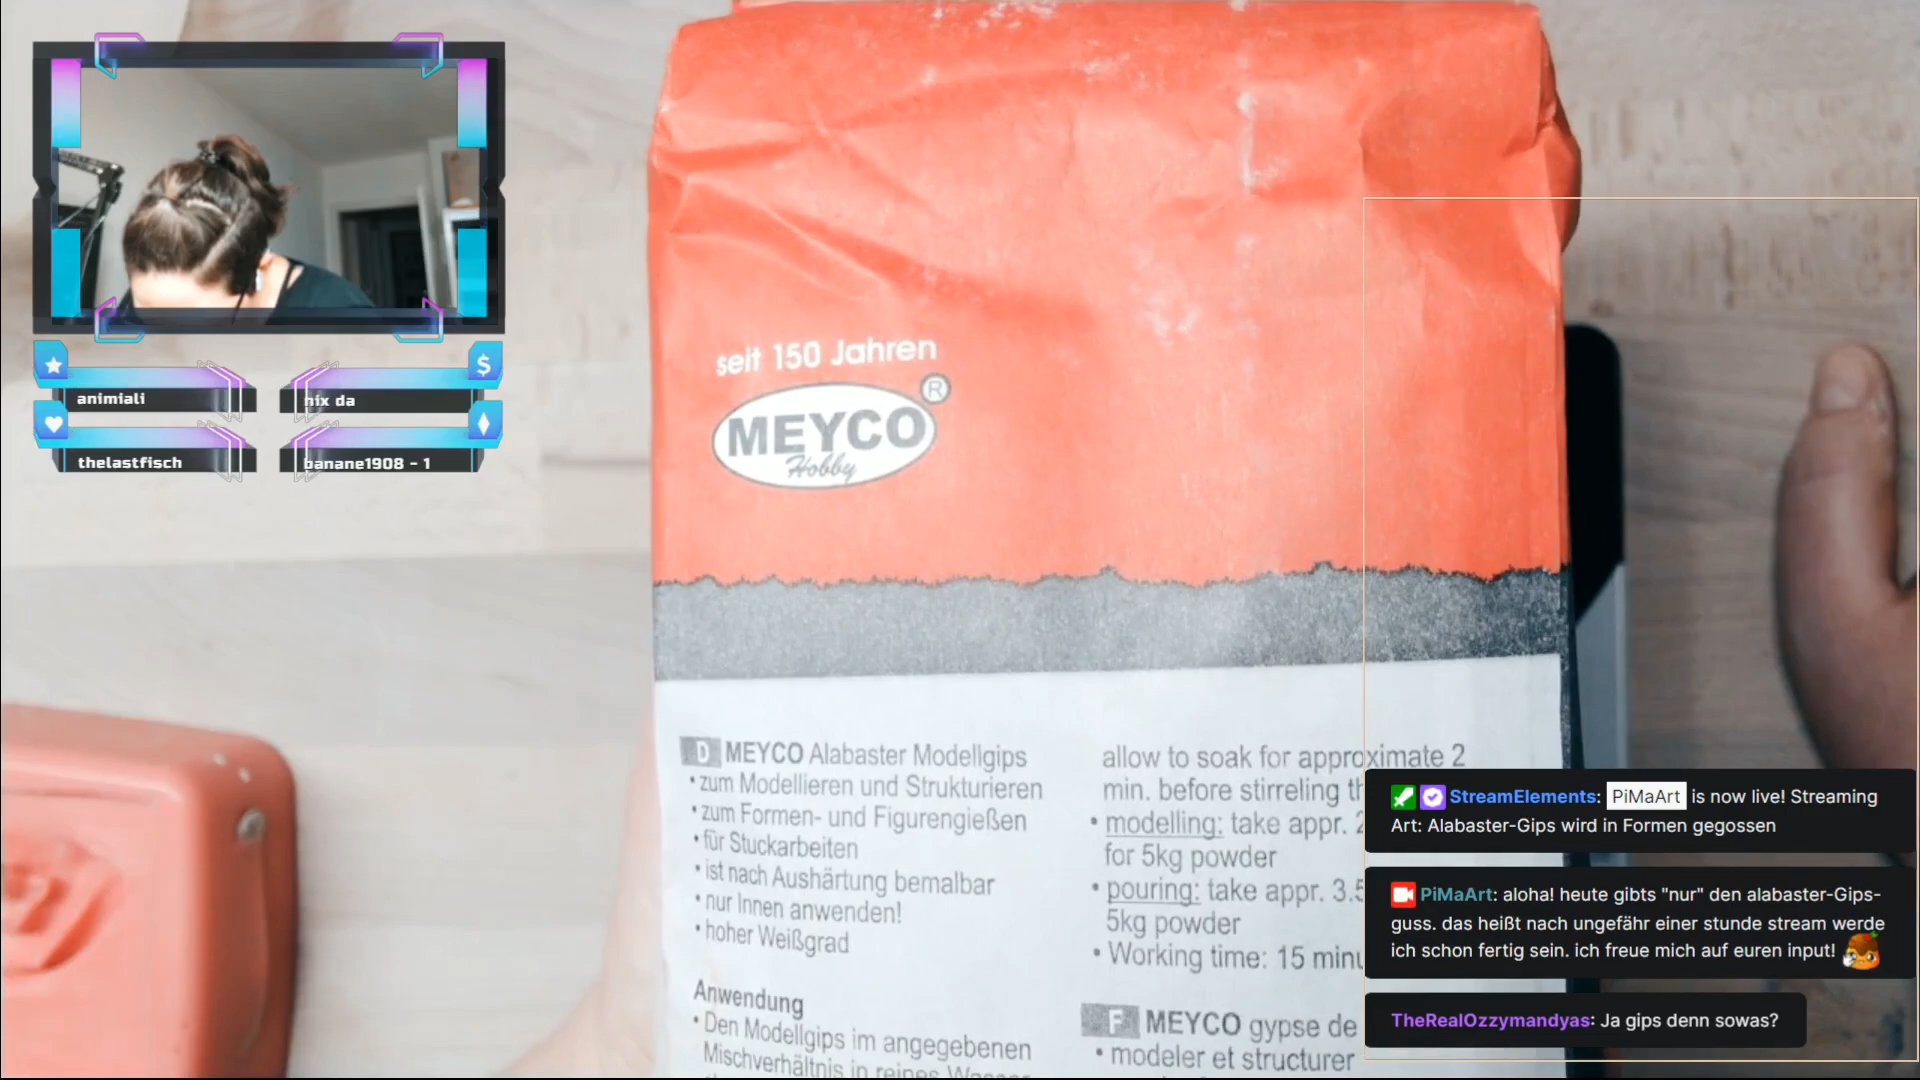 animiali
nix da
thelastfisch
banane1908 - 1
seit 150 Jahren
MEYCO ®
Hobby
D MEYCO Alabaster Modellgips
• zum Modellieren und Strukturieren
• zum Formen- und Figurengießen
• für Stuckarbeiten
• ist nach Aushärtung bemalbar
• nur Innen anwenden!
• hoher Weißgrad
Anwendung
• Den Modellgips im angegebenen
Mischverhältnis in reines Wasser
allow to soak for approximate 2
min. before stirreling
• modelling: take appr.
for 5kg powder
• pouring: take appr. 3.5
5kg powder
• Working time: 15
F MEYCO gypse de
• modeler et structurer
StreamElements: PiMaArt is now live! Streaming
Art: Alabaster-Gips wird in Formen gegossen
PiMaArt: aloha! heute gibts "nur" den alabaster-Gips-
guss. das heißt nach ungefähr einer stunde stream werde
ich schon fertig sein. ich freue mich auf euren input!
TheRealOzzymandyas: Ja gips denn sowas?